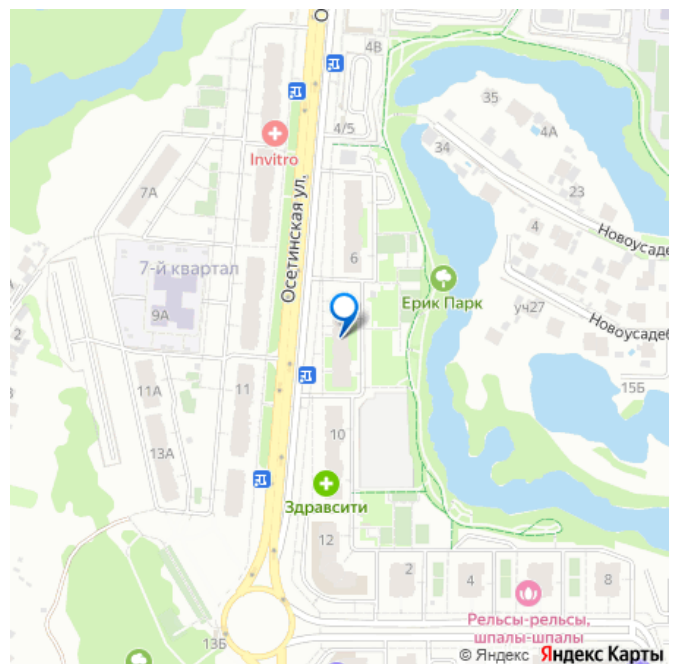 О
4В
35
4/5
4А
Invitro
34
7А
23
Осетинская ул.
4
Новоусаде
6
7-й квартал
Ерик Парк
уч27
9А
Новоусадеб
2
15Б
11А
11
10
13А
Здравсити
12
2
4
8
Рельсы-рельсы,
шпалы-шпалы
13Б
© Яндекс Яндекс Карты